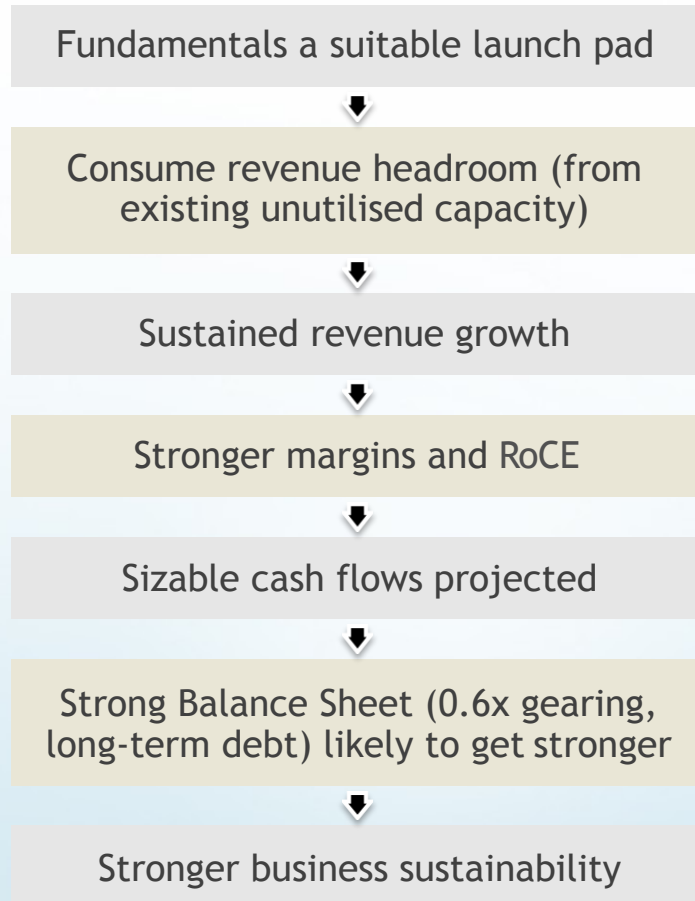 Fundamentals a suitable launch pad
Consume revenue headroom (from
existing unutilised capacity)
Sustained revenue growth
Stronger margins and RoCE
Sizable cash flows projected
Strong Balance Sheet (0.6x gearing,
long-term debt) likely to get stronger
Stronger business sustainability